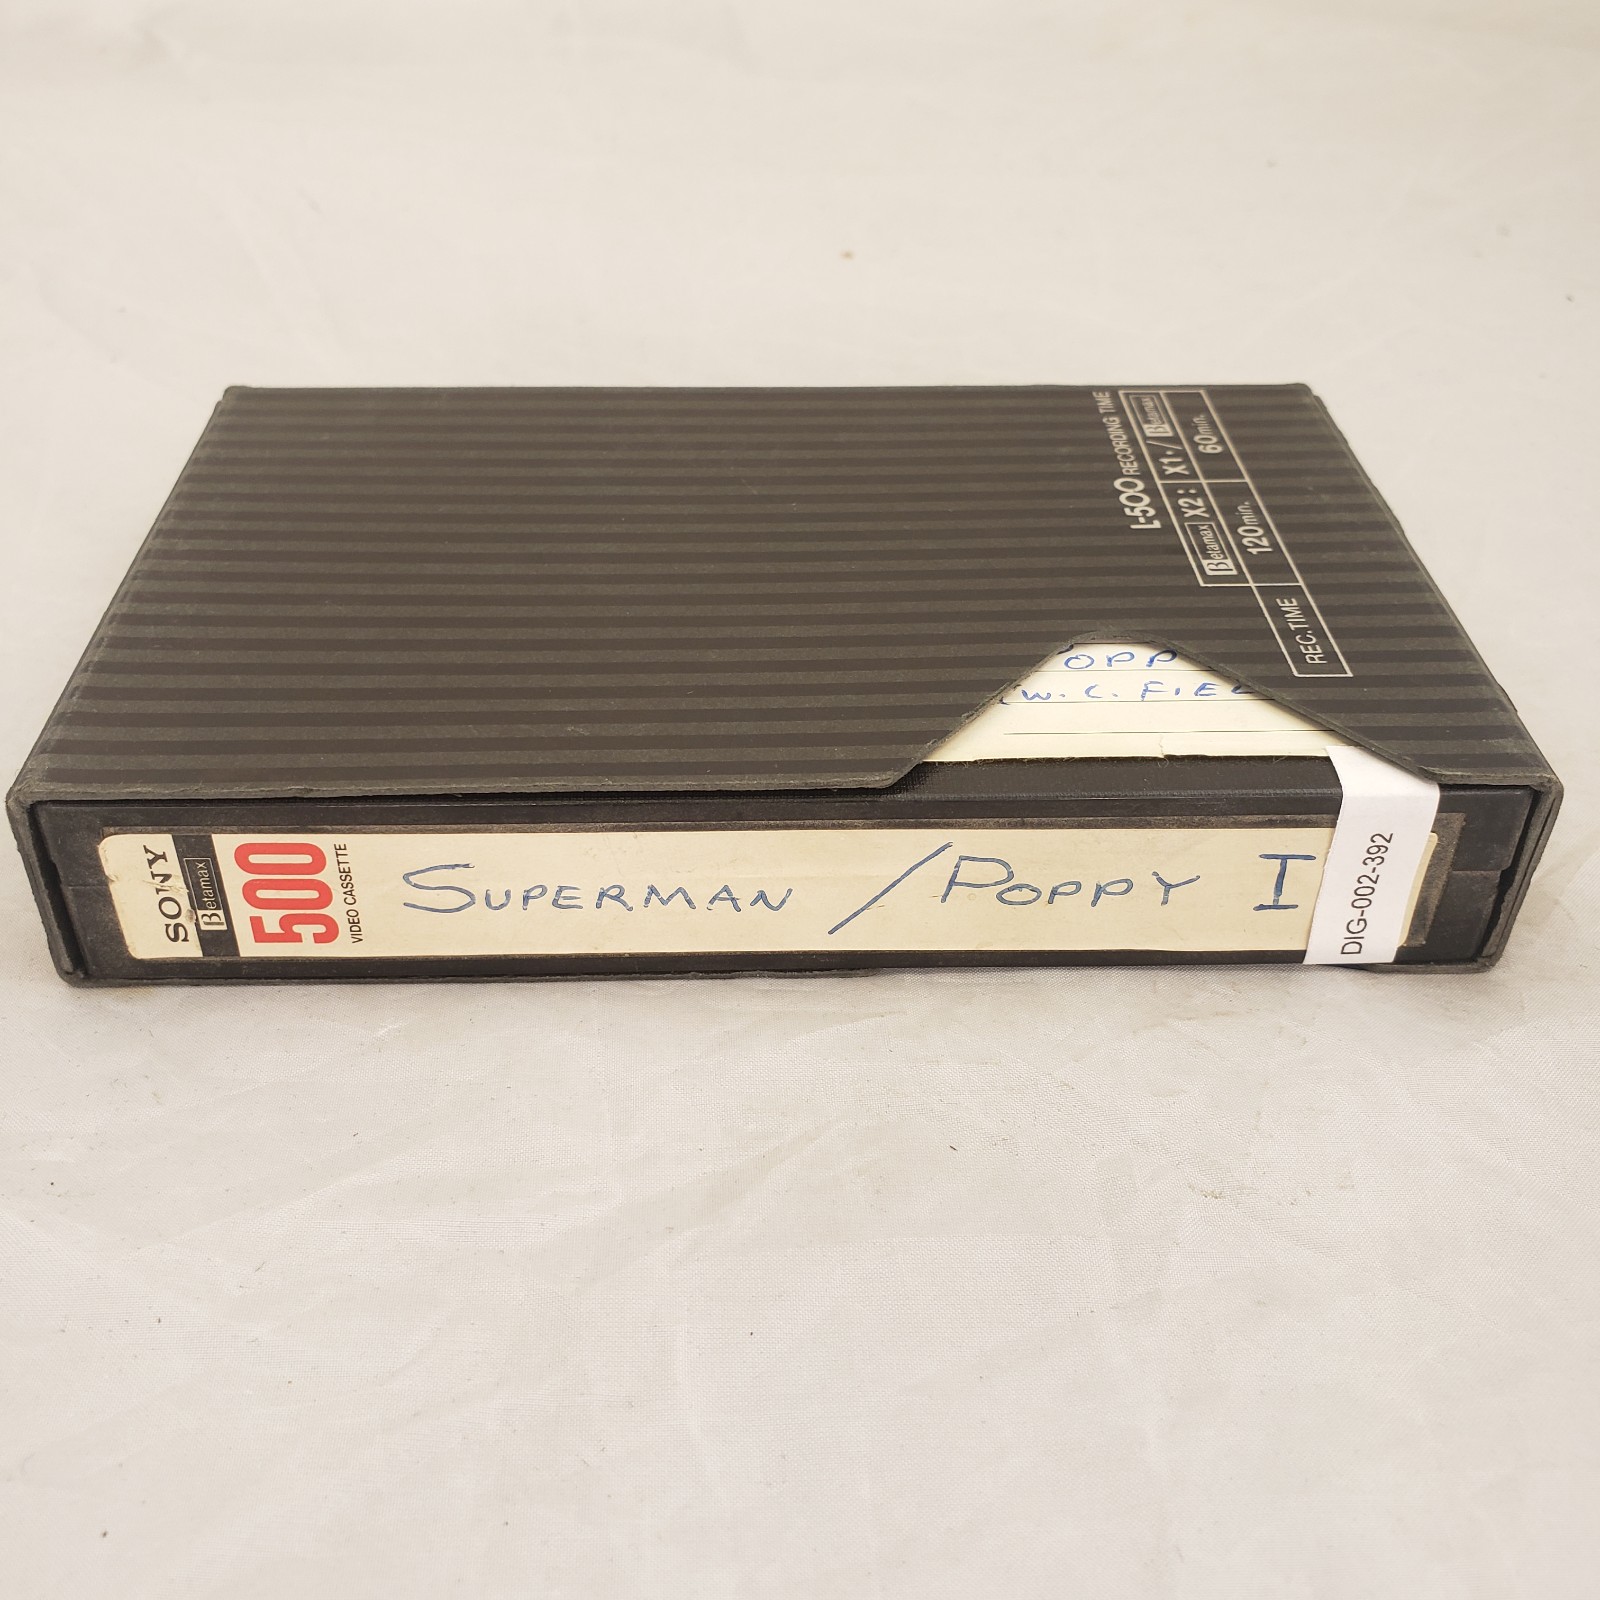 L-500 RECORDING TIME
Betamax X2: X1·/Betamax
REC.TIME 120min. 60min.
OPP
(W.C. FIEL
SONY
Betamax
500
VIDEO CASSETTE
SUPERMAN / POPPY I
DIG-002-392